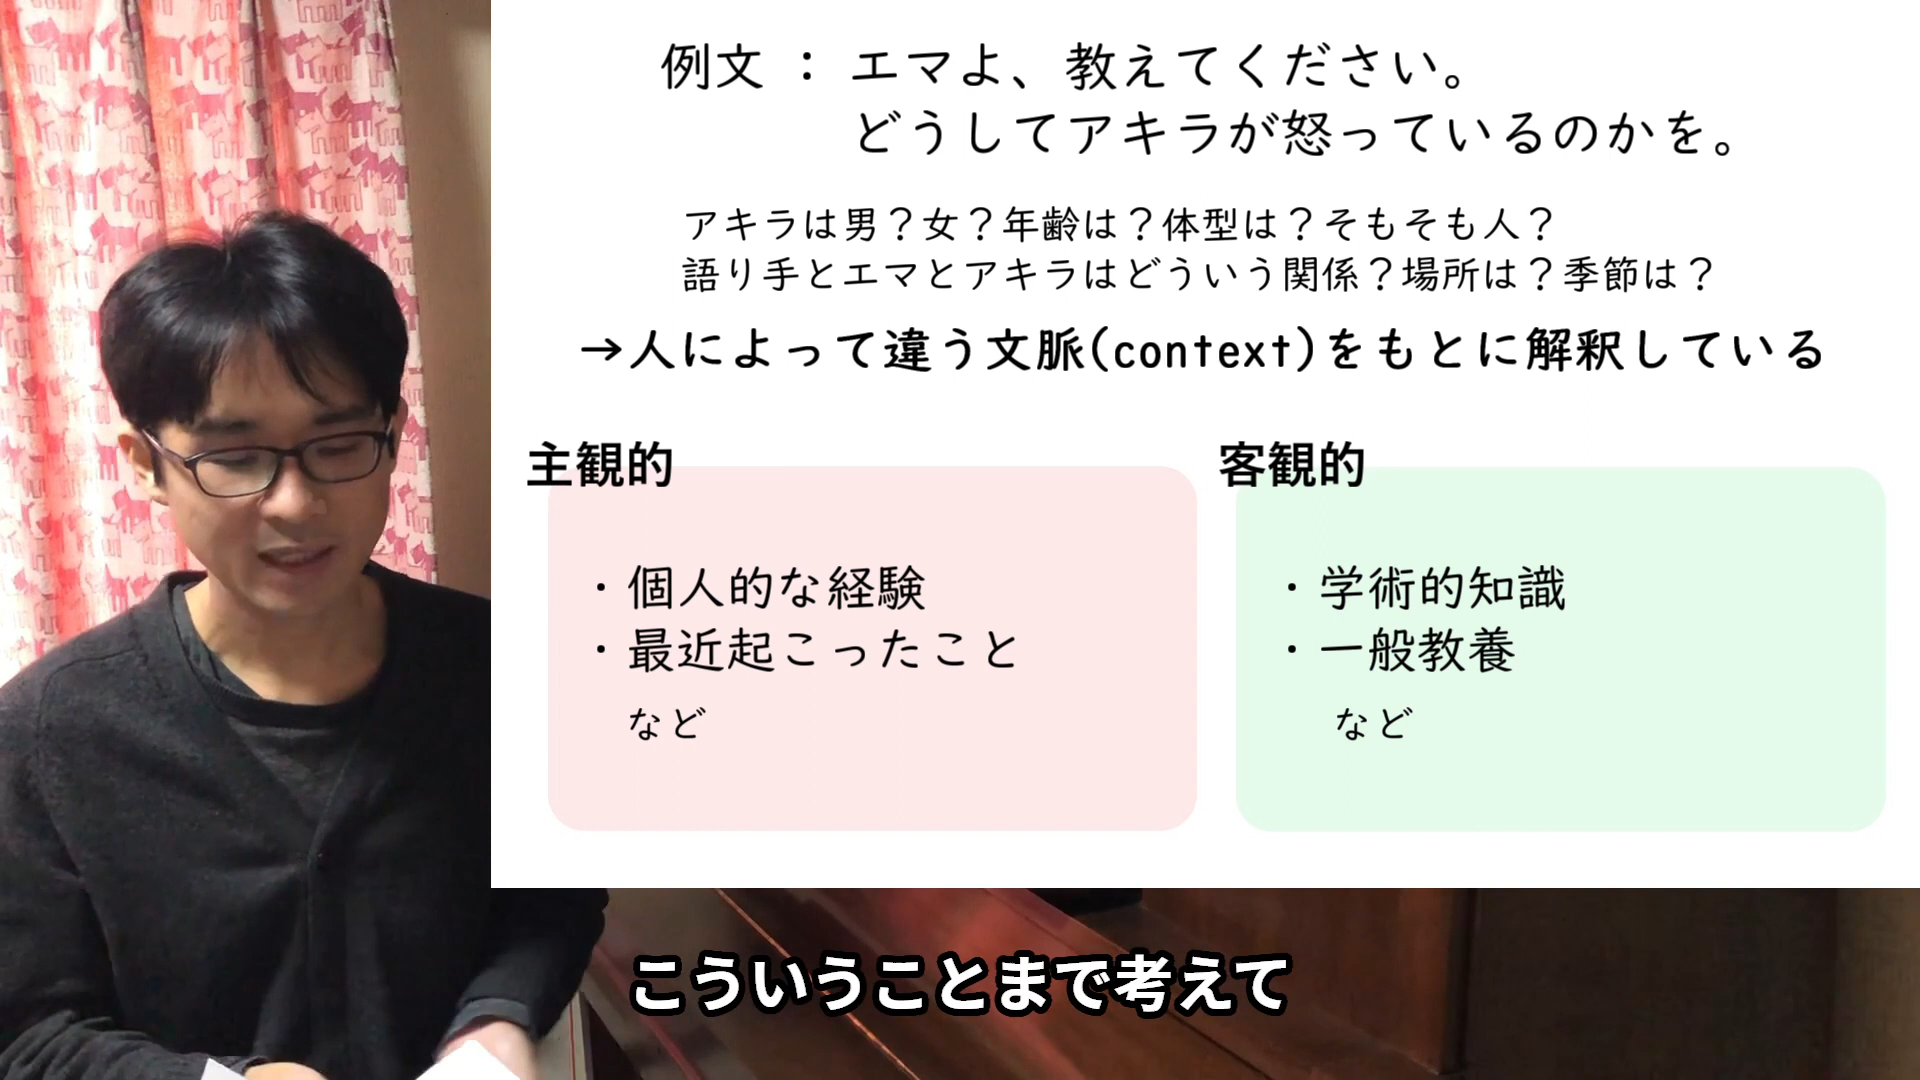 例文 ： エマよ、教えてください。
どうしてアキラが怒っているのかを。
アキラは男？女？年齢は？体型は？そもそも人？
語り手とエマとアキラはどういう関係？場所は？季節は？
→人によって違う文脈(context)をもとに解釈している
主観的
・個人的な経験
・最近起こったこと
など
客観的
・学術的知識
・一般教養
など
こういうことまで考えて